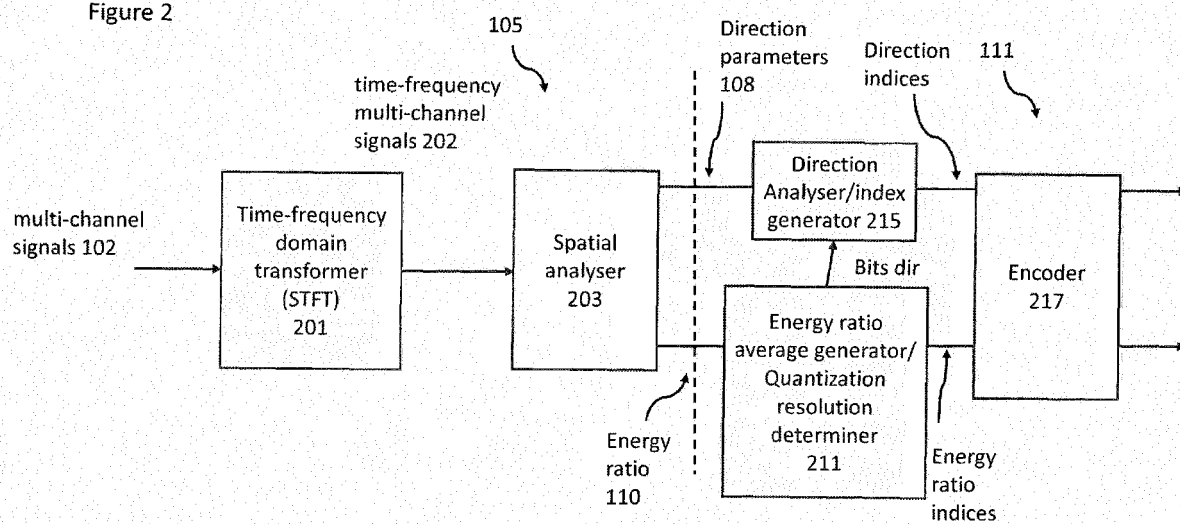 Figure 2
105
Direction
parameters
108
Direction
indices
111
time-frequency
multi-channel
signals 202
multi-channel
signals 102
Time-frequency
domain
transformer
(STFT)
201
Spatial
analyser
203
Direction
Analyser/index
generator 215
Bits dir
Energy ratio
average generator/
Quantization
resolution
determiner
211
Encoder
217
Energy
ratio
110
Energy
ratio
indices